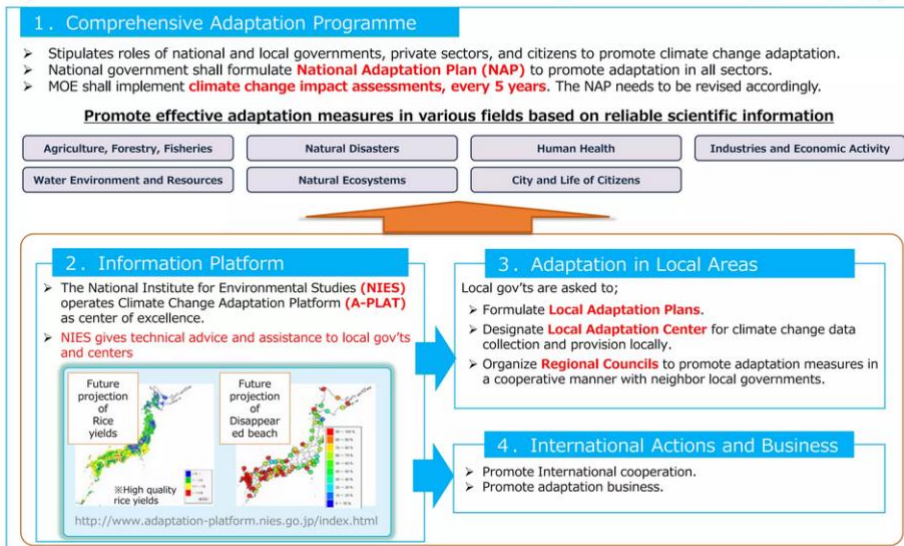 1. Comprehensive Adaptation Programme
➢ Stipulates roles of national and local governments, private sectors, and citizens to promote climate change adaptation.
➢ National government shall formulate National Adaptation Plan (NAP) to promote adaptation in all sectors.
➢ MOE shall implement climate change impact assessments, every 5 years. The NAP needs to be revised accordingly.
Promote effective adaptation measures in various fields based on reliable scientific information
Agriculture, Forestry, Fisheries
Natural Disasters
Human Health
Industries and Economic Activity
Water Environment and Resources
Natural Ecosystems
City and Life of Citizens
2. Information Platform
➢ The National Institute for Environmental Studies (NIES)
operates Climate Change Adaptation Platform (A-PLAT)
as center of excellence.
➢ NIES gives technical advice and assistance to local gov'ts
and centers
Future
projection
of
Rice
yields
※High quality
rice yields
Future
projection
of
Disappear
ed beach
http://www.adaptation-platform.nies.go.jp/index.html
3. Adaptation in Local Areas
Local gov'ts are asked to;
➢ Formulate Local Adaptation Plans.
➢ Designate Local Adaptation Center for climate change data
collection and provision locally.
➢ Organize Regional Councils to promote adaptation measures in
a cooperative manner with neighbor local governments.
4. International Actions and Business
➢ Promote International cooperation.
➢ Promote adaptation business.